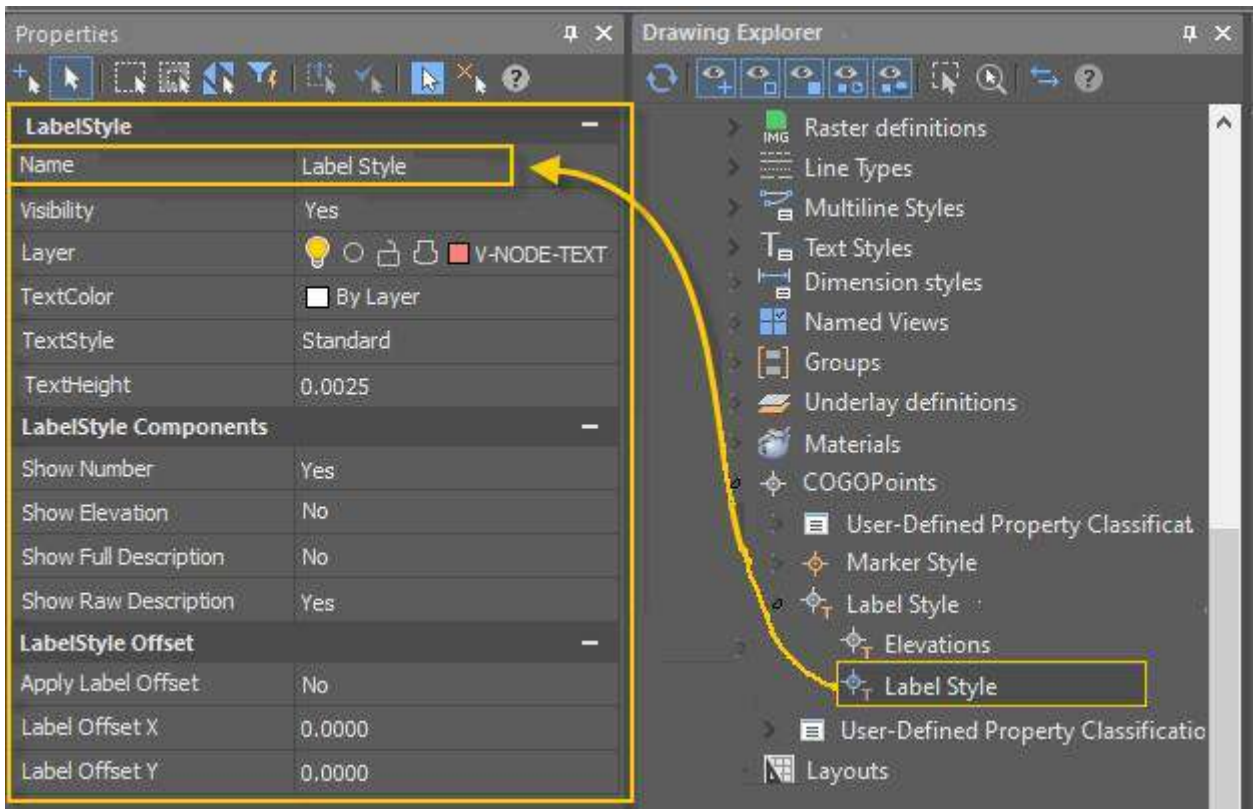 Properties
LabelStyle
Name Label Style
Visibility Yes
Layer V-NODE-TEXT
TextColor By Layer
TextStyle Standard
TextHeight 0.0025
LabelStyle Components
Show Number Yes
Show Elevation No
Show Full Description No
Show Raw Description Yes
LabelStyle Offset
Apply Label Offset No
Label Offset X 0.0000
Label Offset Y 0.0000
Drawing Explorer
IMG Raster definitions
Line Types
Multiline Styles
Text Styles
Dimension styles
Named Views
Groups
Underlay definitions
Materials
COGOPoints
User-Defined Property Classificat
Marker Style
Label Style
Elevations
Label Style
User-Defined Property Classificatio
Layouts